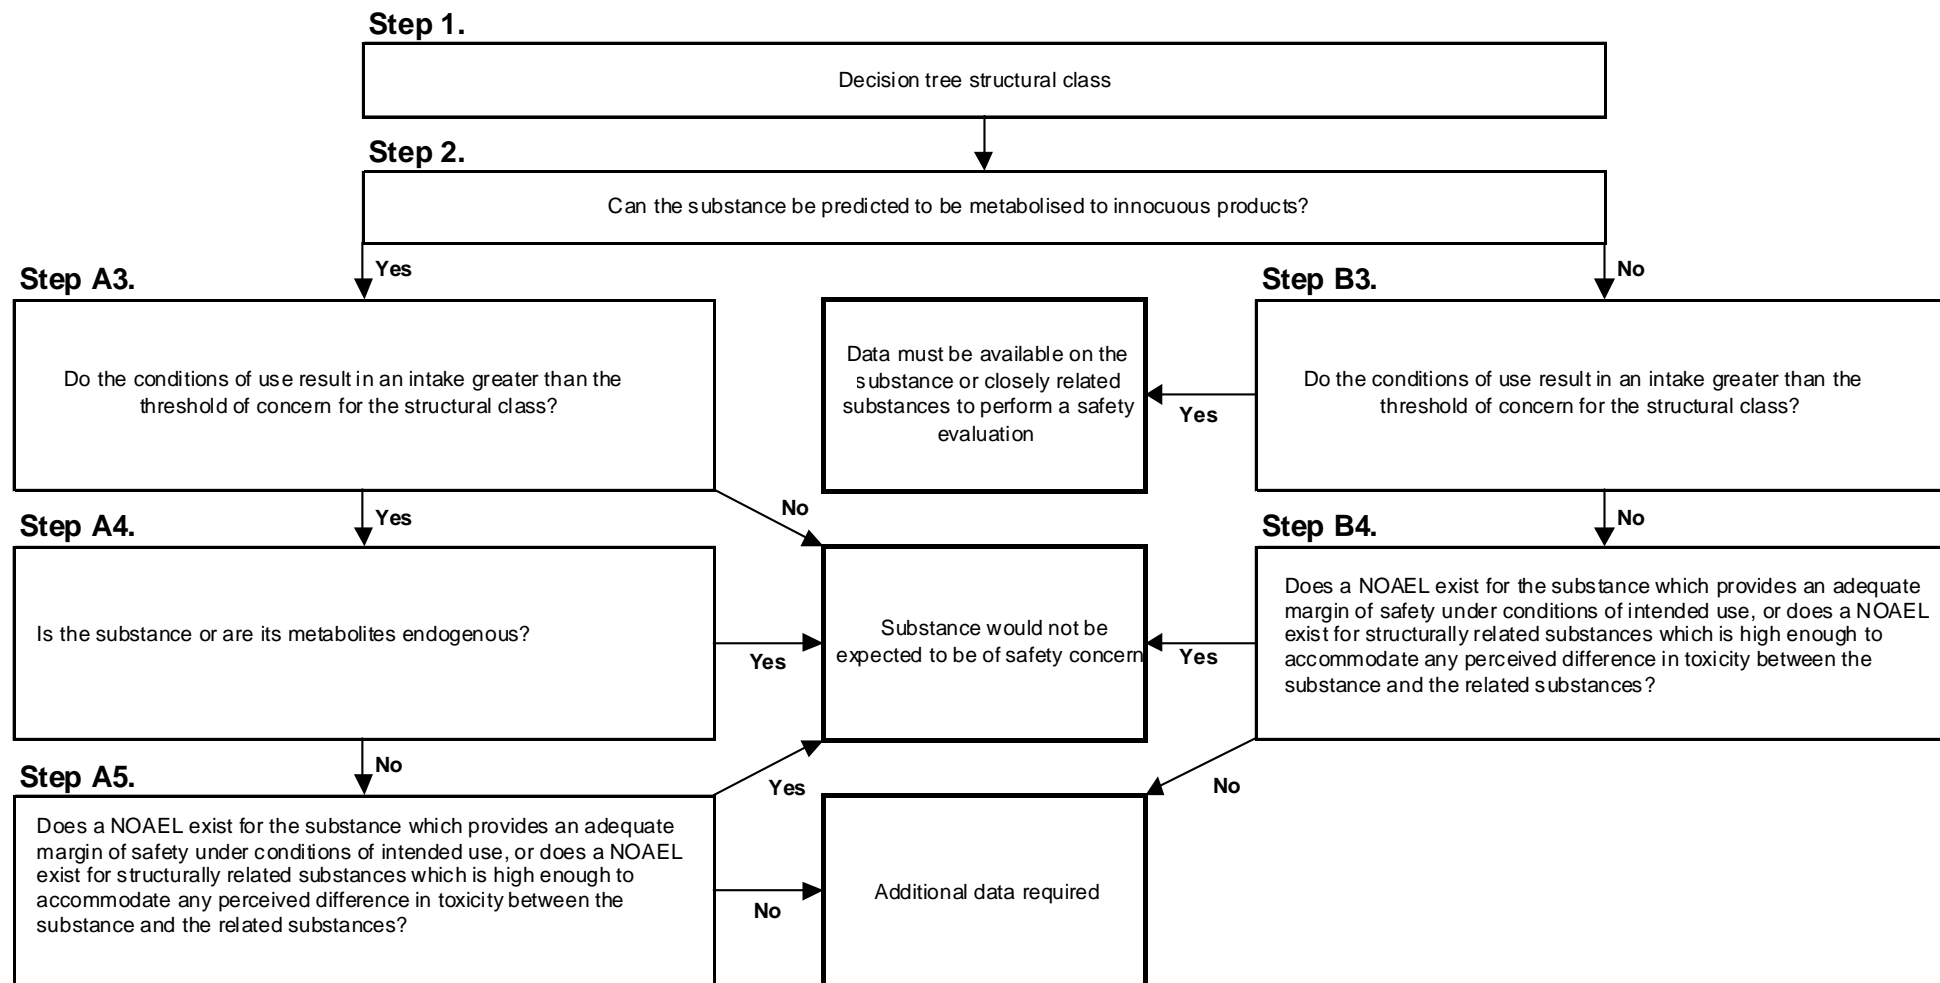 Step 1.
Decision tree structural class
Step 2.
Can the substance be predicted to be metabolised to innocuous products?
Yes
No
Step A3.
Do the conditions of use result in an intake greater than the
threshold of concern for the structural class?
Data must be available on the
substance or closely related
substances to perform a safety
evaluation
Yes
Step B3.
Do the conditions of use result in an intake greater than the
threshold of concern for the structural class?
Yes
No
No
Step A4.
Is the substance or are its metabolites endogenous?
Yes
Substance would not be
expected to be of safety concern
Yes
Step B4.
Does a NOAEL exist for the substance which provides an adequate
margin of safety under conditions of intended use, or does a NOAEL
exist for structurally related substances which is high enough to
accommodate any perceived difference in toxicity between the
substance and the related substances?
No
Yes
No
Step A5.
Does a NOAEL exist for the substance which provides an adequate
margin of safety under conditions of intended use, or does a NOAEL
exist for structurally related substances which is high enough to
accommodate any perceived difference in toxicity between the
substance and the related substances?
No
Additional data required